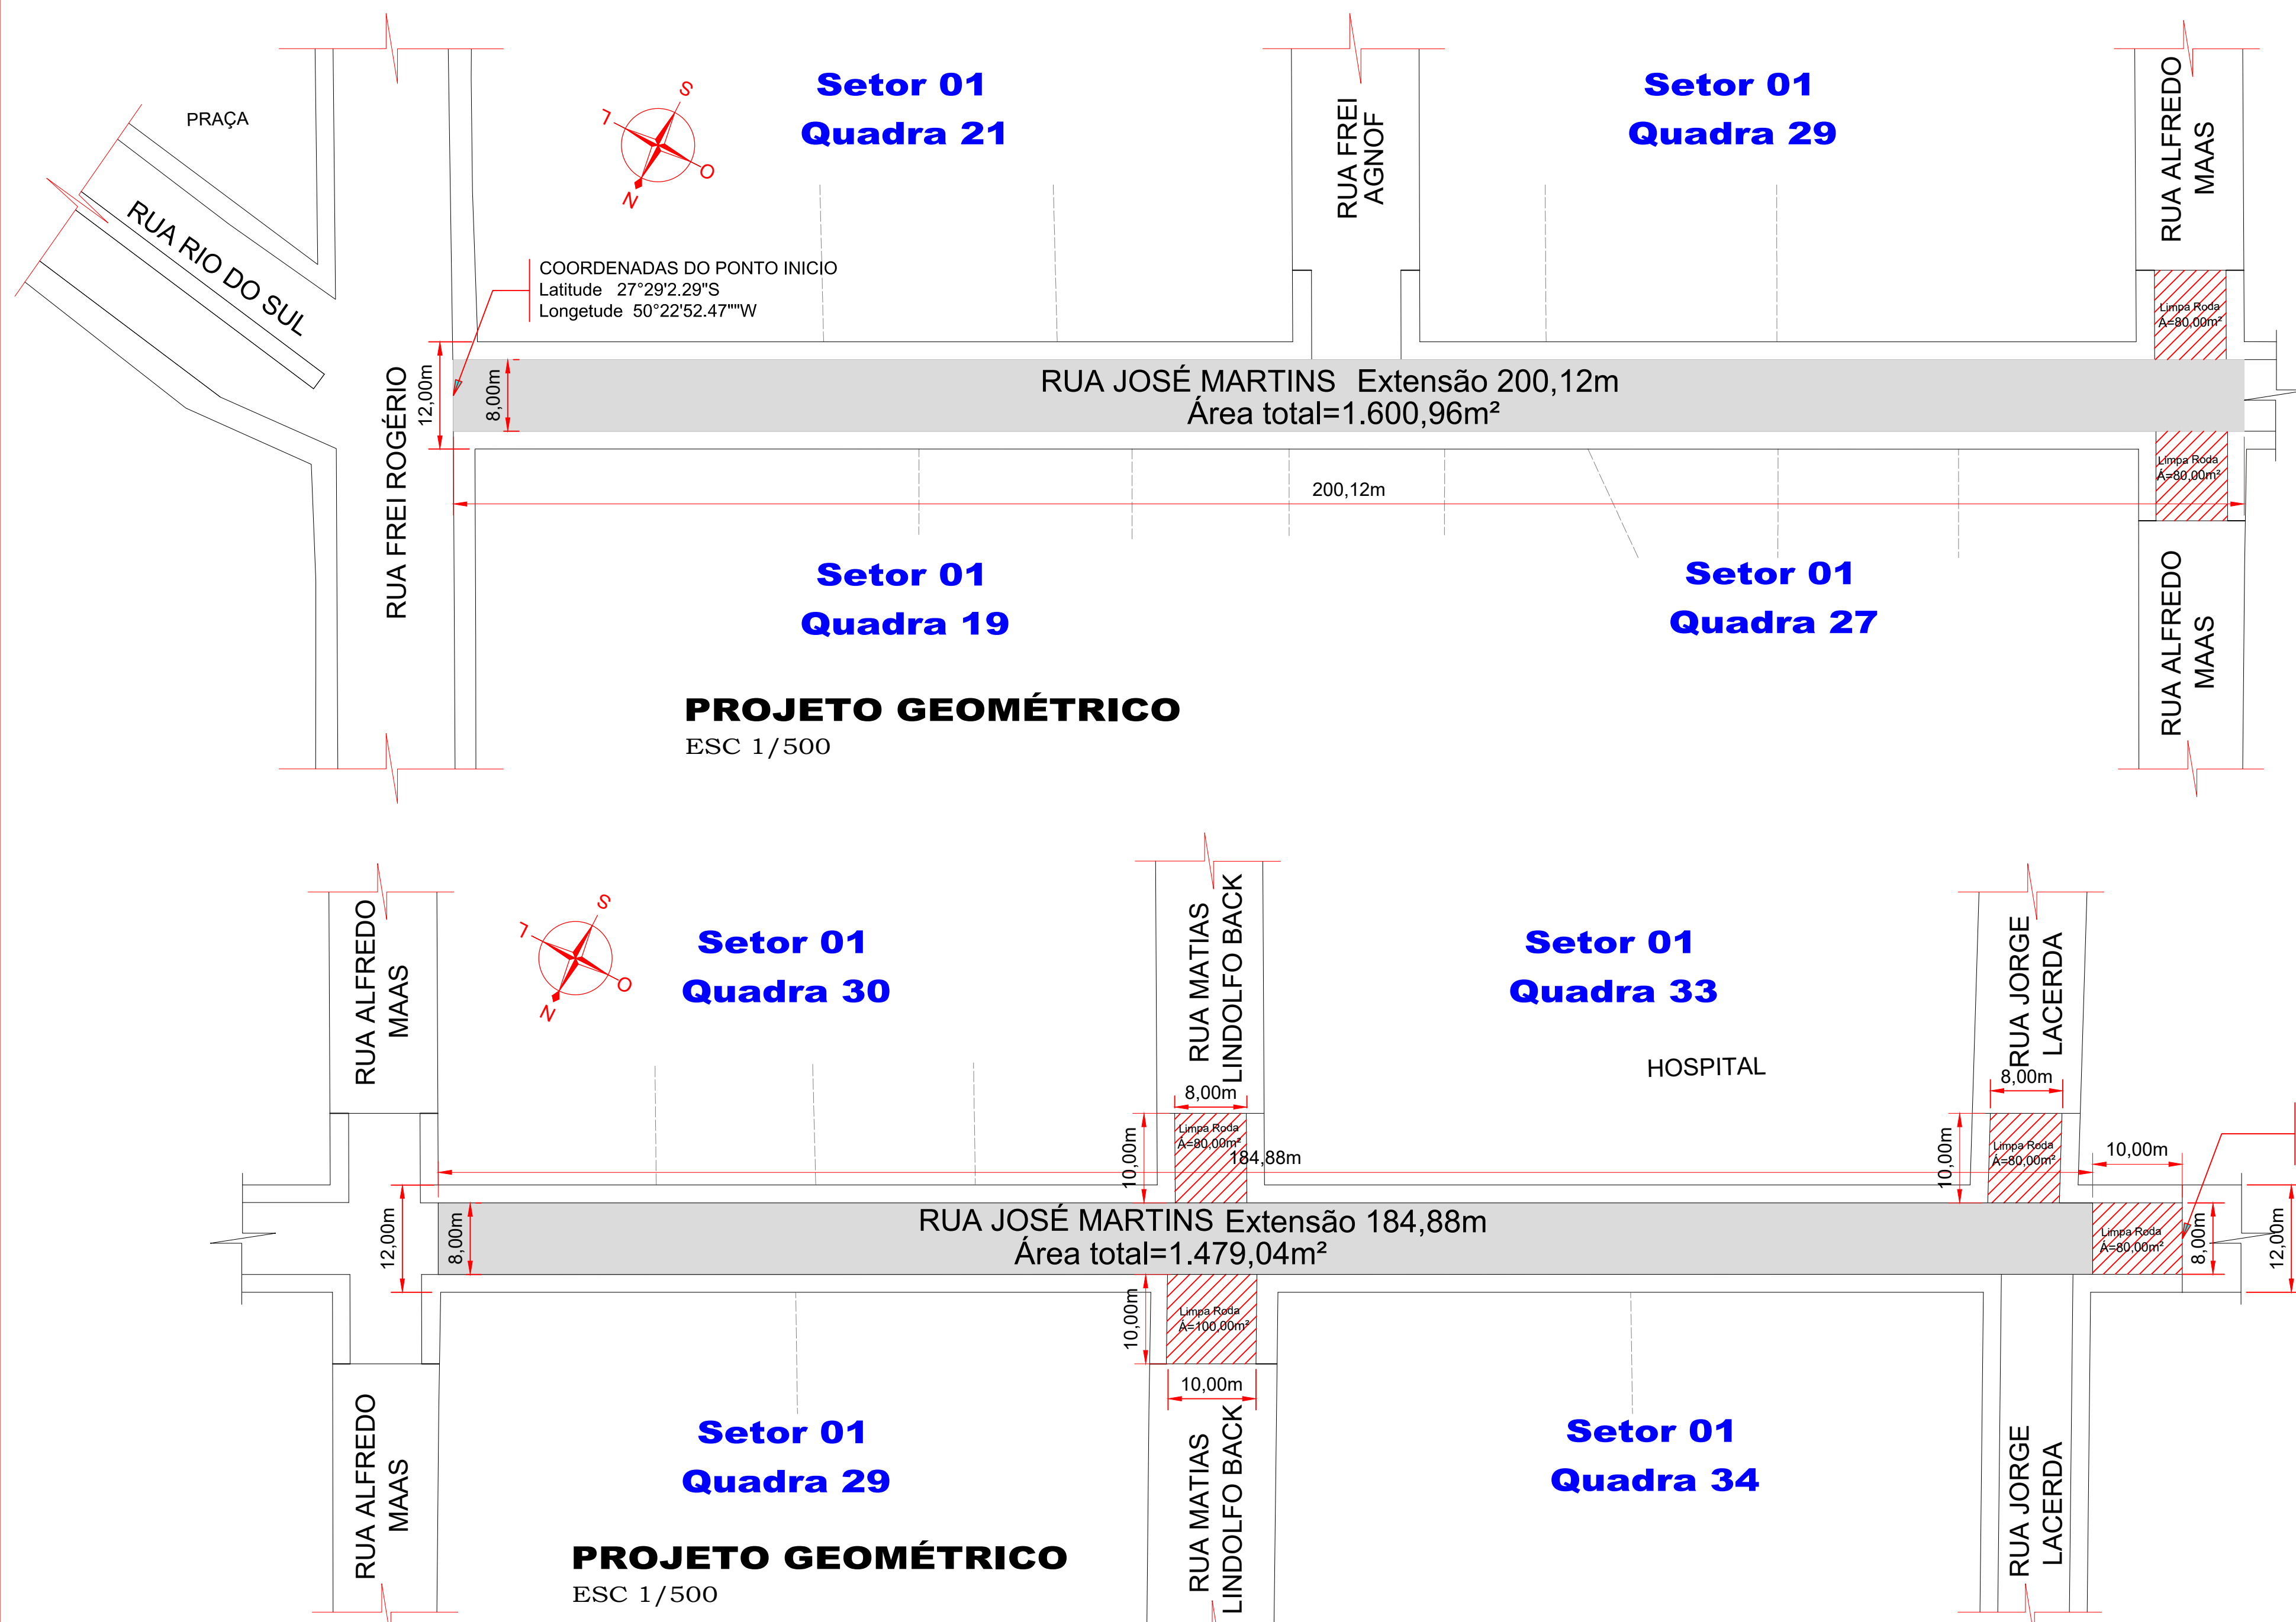 PRAÇA
RUA RIO DO SUL
S
L
O
N
Setor 01
Quadra 21
RUA FREI
AGNOF
Setor 01
Quadra 29
RUA ALFREDO
MAAS
COORDENADAS DO PONTO INICIO
Latitude 27°29'2.29"S
Longetude 50°22'52.47""W
Limpa Roda
Á=80,00m²
RUA FREI ROGÉRIO
12,00m
8,00m
RUA JOSÉ MARTINS Extensão 200,12m
Área total=1.600,96m²
Limpa Roda
Á=80,00m²
200,12m
Setor 01
Quadra 19
Setor 01
Quadra 27
RUA ALFREDO
MAAS
PROJETO GEOMÉTRICO
ESC 1/500
RUA ALFREDO
MAAS
S
L
O
N
Setor 01
Quadra 30
RUA MATIAS
LINDOLFO BACK
Setor 01
Quadra 33
HOSPITAL
RUA JORGE
LACERDA
8,00m
8,00m
10,00m
Limpa Roda
Á=80,00m²
184,88m
10,00m
Limpa Roda
Á=80,00m²
10,00m
12,00m
8,00m
RUA JOSÉ MARTINS Extensão 184,88m
Área total=1.479,04m²
Limpa Roda
Á=80,00m²
8,00m
12,00m
10,00m
Limpa Roda
Á=100,00m²
10,00m
RUA ALFREDO
MAAS
Setor 01
Quadra 29
RUA MATIAS
LINDOLFO BACK
Setor 01
Quadra 34
RUA JORGE
LACERDA
PROJETO GEOMÉTRICO
ESC 1/500